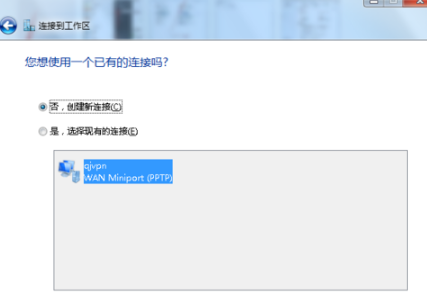 连接到工作区
您想使用一个已有的连接吗?
否，创建新连接(C)
是，选择现有的连接(E)
qjvpn
WAN Miniport (PPTP)